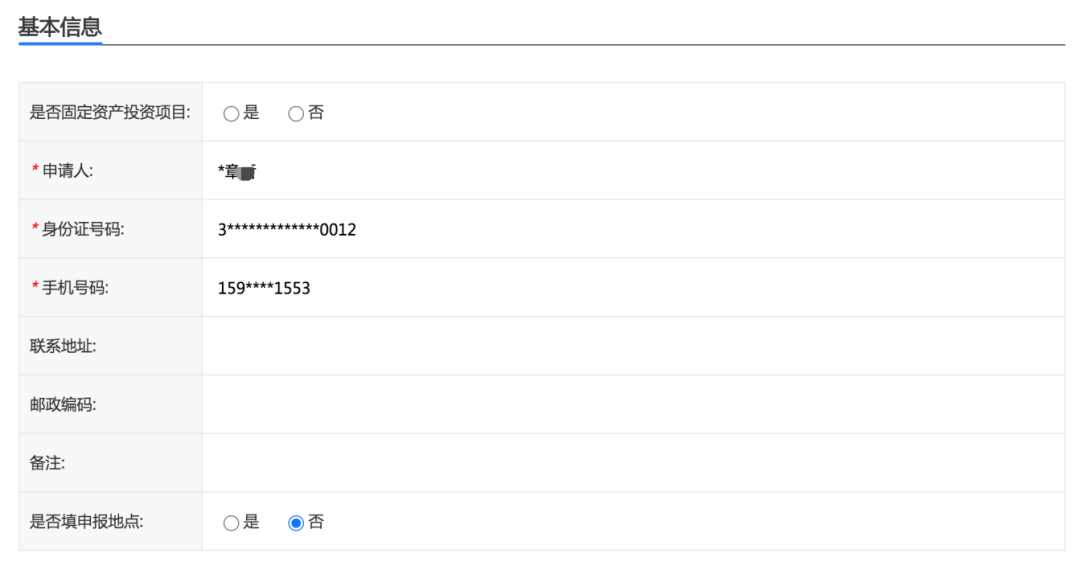 基本信息
是否固定资产投资项目: 是 否
* 申请人: *章
* 身份证号码: 3*************0012
* 手机号码: 159****1553
联系地址:
邮政编码:
备注:
是否填申报地点: 是 否